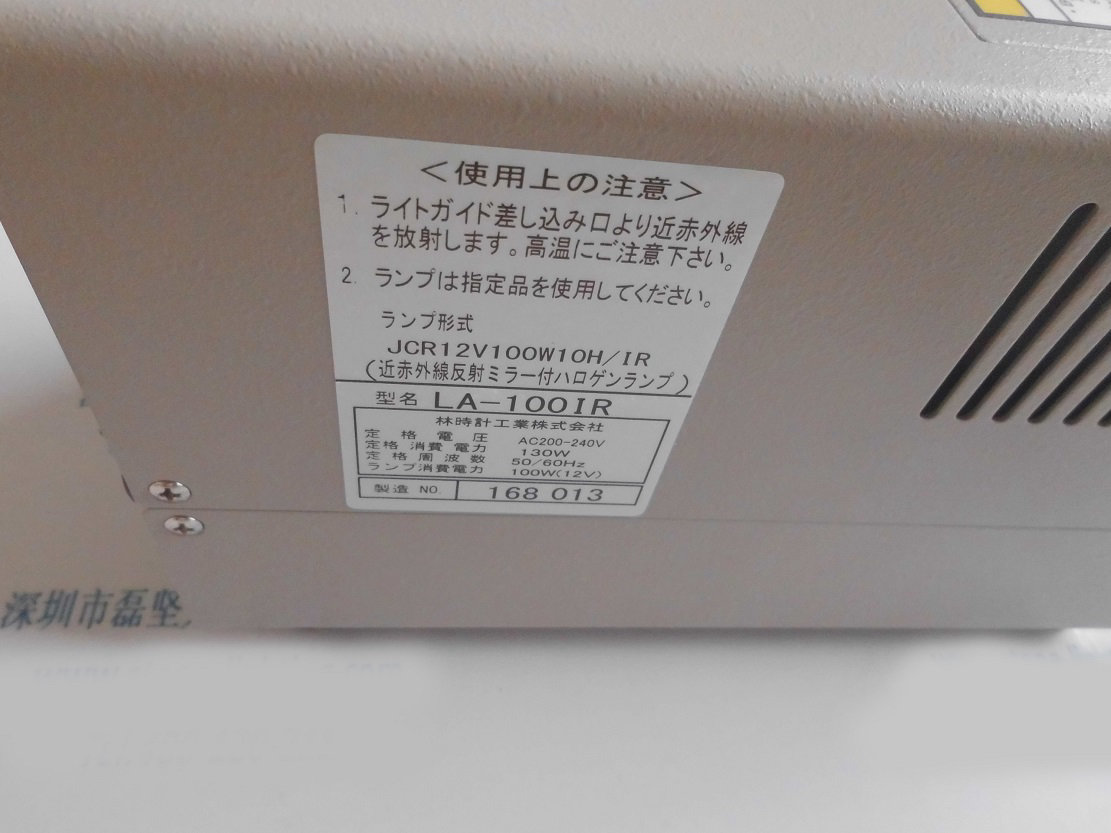 ＜使用上の注意＞
1. ライトガイド差し込み口より近赤外線
を放射します。高温にご注意下さい。
2. ランプは指定品を使用してください。
ランプ形式
JCR12V100W10H/IR
(近赤外線反射ミラー付ハロゲンランプ)
型名 LA-100IR
林時計工業株式会社
定格電圧 AC200-240V
定格消費電力 130W
定格周波数 50/60Hz
ランプ消費電力 100W(12V)
製造 NO. 168 013
深圳市磊坚